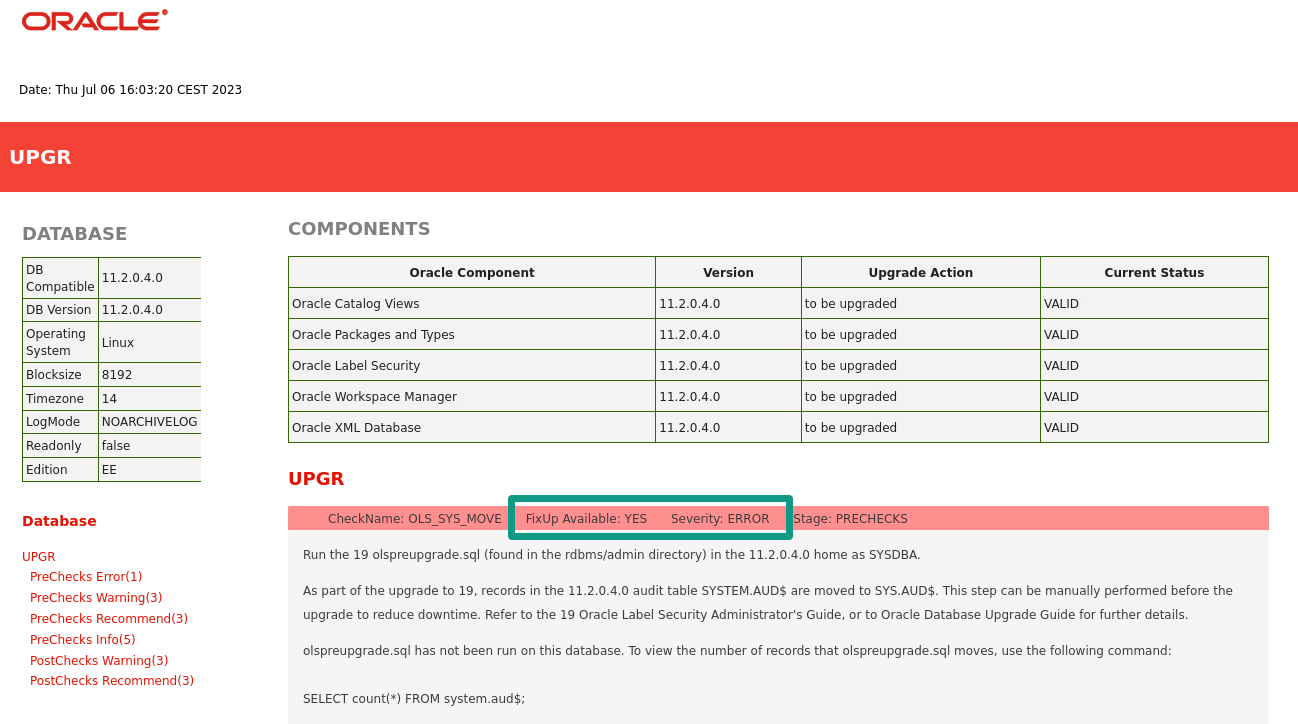 ORACLE
Date: Thu Jul 06 16:03:20 CEST 2023
UPGR
DATABASE
DB Compatible 11.2.0.4.0
DB Version 11.2.0.4.0
Operating System Linux
Blocksize 8192
Timezone 14
LogMode NOARCHIVELOG
Readonly false
Edition EE
Database
UPGR
PreChecks Error(1)
PreChecks Warning(3)
PreChecks Recommend(3)
PreChecks Info(5)
PostChecks Warning(3)
PostChecks Recommend(3)
COMPONENTS
Oracle Component Version Upgrade Action Current Status
Oracle Catalog Views 11.2.0.4.0 to be upgraded VALID
Oracle Packages and Types 11.2.0.4.0 to be upgraded VALID
Oracle Label Security 11.2.0.4.0 to be upgraded VALID
Oracle Workspace Manager 11.2.0.4.0 to be upgraded VALID
Oracle XML Database 11.2.0.4.0 to be upgraded VALID
UPGR
CheckName: OLS_SYS_MOVE FixUp Available: YES Severity: ERROR Stage: PRECHECKS
Run the 19 olspreupgrade.sql (found in the rdbms/admin directory) in the 11.2.0.4.0 home as SYSDBA.
As part of the upgrade to 19, records in the 11.2.0.4.0 audit table SYSTEM.AUD$ are moved to SYS.AUD$. This step can be manually performed before the
upgrade to reduce downtime. Refer to the 19 Oracle Label Security Administrator's Guide, or to Oracle Database Upgrade Guide for further details.
olspreupgrade.sql has not been run on this database. To view the number of records that olspreupgrade.sql moves, use the following command:
SELECT count(*) FROM system.aud$;